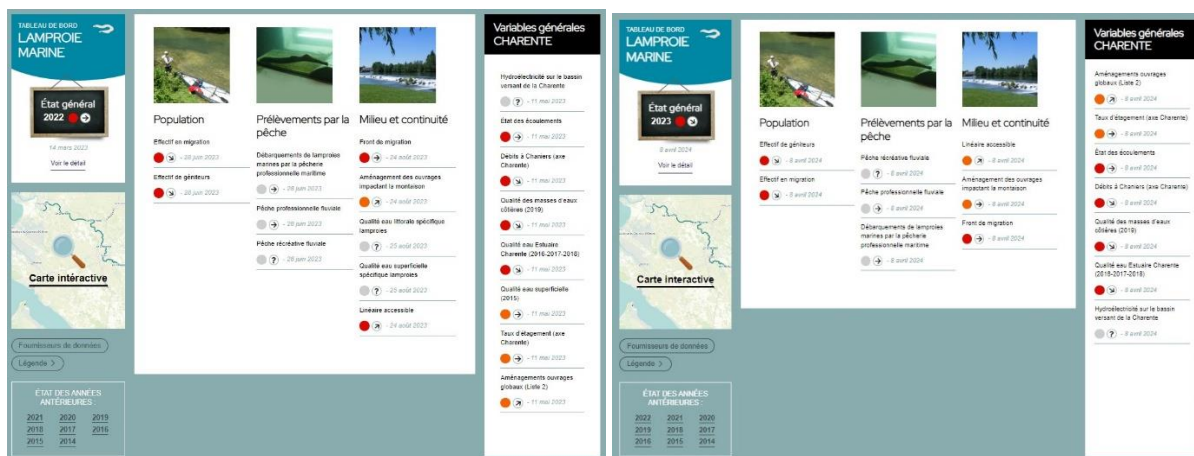 TABLEAU DE BORD
LAMPROIE
MARINE
État général
2022
14 mars 2023
Voir le détail
Carte intéractive
Fournisseurs de données
Légende >
ÉTAT DES ANNÉES
ANTÉRIEURES :
2021 2020 2019
2018 2017 2016
2015 2014
Population
Effectif en migration
- 28 juin 2023
Effectif de géniteurs
- 28 juin 2023
Prélèvements par la
pêche
Débarquements de lamproies
marines par la pêcherie
professionnelle maritime
? - 28 juin 2023
Pêche professionnelle fluviale
- 28 juin 2023
Pêche récréative fluviale
? - 28 juin 2023
Milieu et continuité
Front de migration
- 24 août 2023
Aménagement des ouvrages
impactant la montaison
- 24 août 2023
Qualité eau littorale spécifique
lamproies
? - 25 août 2023
Qualité eau superficielle
spécifique lamproies
? - 25 août 2023
Linéaire accessible
- 24 août 2023
Variables générales
CHARENTE
Hydroélectricité sur le bassin
versant de la Charente
? - 11 mai 2023
État des écoulements
- 11 mai 2023
Débits à Chaniers (axe
Charente)
- 11 mai 2023
Qualité des masses d'eaux
côtières (2019)
- 11 mai 2023
Qualité eau Estuaire
Charente (2016-2017-2018)
- 11 mai 2023
Qualité eau superficielle
(2015)
- 11 mai 2023
Taux d'étagement (axe
Charente)
- 11 mai 2023
Aménagements ouvrages
globaux (Liste 2)
- 11 mai 2023
TABLEAU DE BORD
LAMPROIE
MARINE
État général
2023
8 avril 2024
Voir le détail
Carte intéractive
Fournisseurs de données
Légende >
ÉTAT DES ANNÉES
ANTÉRIEURES :
2022 2021 2020
2019 2018 2017
2016 2015 2014
Population
Effectif de géniteurs
- 8 avril 2024
Effectif en migration
- 8 avril 2024
Prélèvements par la
pêche
Pêche récréative fluviale
? - 8 avril 2024
Pêche professionnelle fluviale
- 8 avril 2024
Débarquements de lamproies
marines par la pêcherie
professionnelle maritime
- 8 avril 2024
Milieu et continuité
Linéaire accessible
- 8 avril 2024
Aménagement des ouvrages
impactant la montaison
- 8 avril 2024
Front de migration
- 8 avril 2024
Variables générales
CHARENTE
Aménagements ouvrages
globaux (Liste 2)
- 8 avril 2024
Taux d'étagement (axe Charente)
- 8 avril 2024
État des écoulements
- 8 avril 2024
Débits à Chaniers (axe Charente)
- 8 avril 2024
Qualité des masses d'eaux
côtières (2019)
- 8 avril 2024
Qualité eau Estuaire Charente
(2016-2017-2018)
- 8 avril 2024
Hydroélectricité sur le bassin
versant de la Charente
? - 8 avril 2024